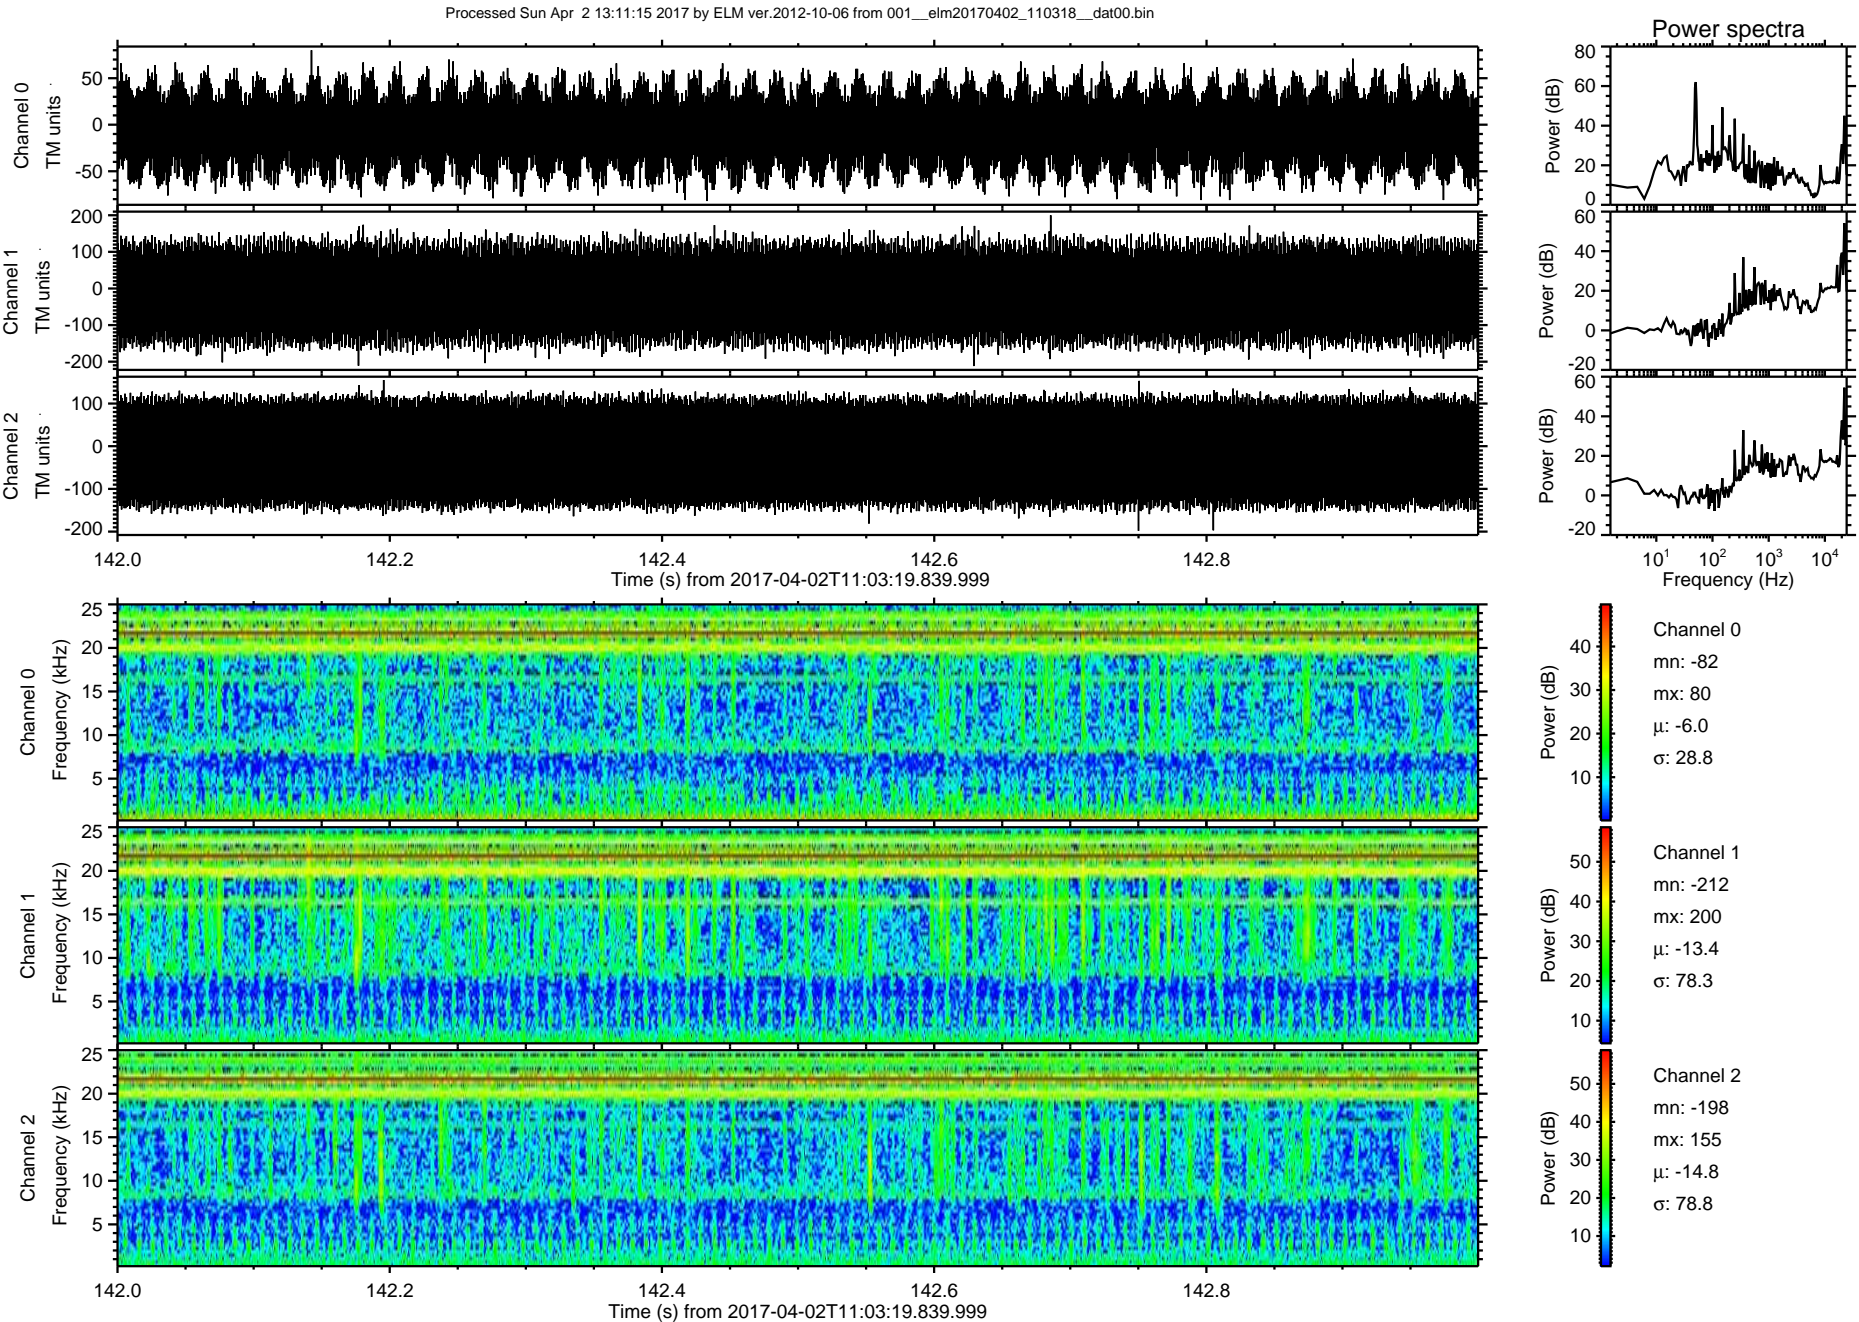 Processed Sun Apr  2 13:11:15 2017 by ELM ver.2012-10-06 from 001__elm20170402_110318__dat00.bin
Power spectra
Channel 0
TM units
50
0
-50
Power (dB)
80
60
40
20
0
Channel 1
TM units
200
100
0
-100
-200
Power (dB)
60
40
20
0
-20
Channel 2
TM units
100
0
-100
-200
Power (dB)
60
40
20
0
-20
142.0 142.2 142.4 142.6 142.8
Time (s) from 2017-04-02T11:03:19.839.999
10^1 10^2 10^3 10^4
Frequency (Hz)
Channel 0
Frequency (kHz)
25
20
15
10
5
Power (dB)
40
30
20
10
Channel 0
mn: -82
mx: 80
μ: -6.0
σ: 28.8
Channel 1
Frequency (kHz)
25
20
15
10
5
Power (dB)
50
40
30
20
10
Channel 1
mn: -212
mx: 200
μ: -13.4
σ: 78.3
Channel 2
Frequency (kHz)
25
20
15
10
5
Power (dB)
50
40
30
20
10
Channel 2
mn: -198
mx: 155
μ: -14.8
σ: 78.8
142.0 142.2 142.4 142.6 142.8
Time (s) from 2017-04-02T11:03:19.839.999